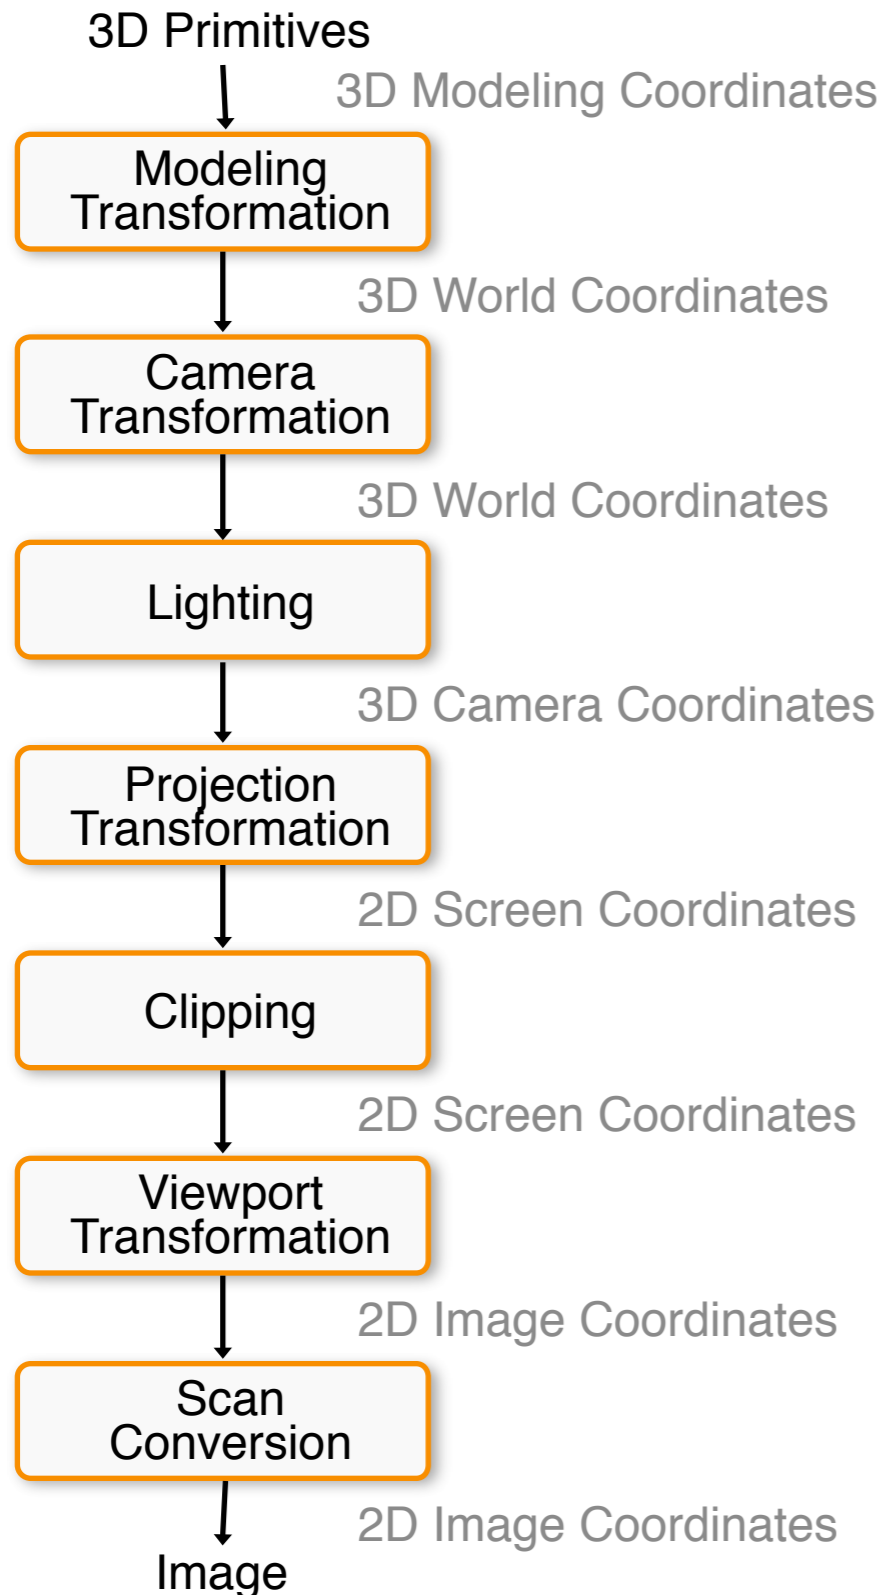 3D Primitives
3D Modeling Coordinates
Modeling
Transformation
3D World Coordinates
Camera
Transformation
3D World Coordinates
Lighting
3D Camera Coordinates
Projection
Transformation
2D Screen Coordinates
Clipping
2D Screen Coordinates
Viewport
Transformation
2D Image Coordinates
Scan
Conversion
2D Image Coordinates
Image